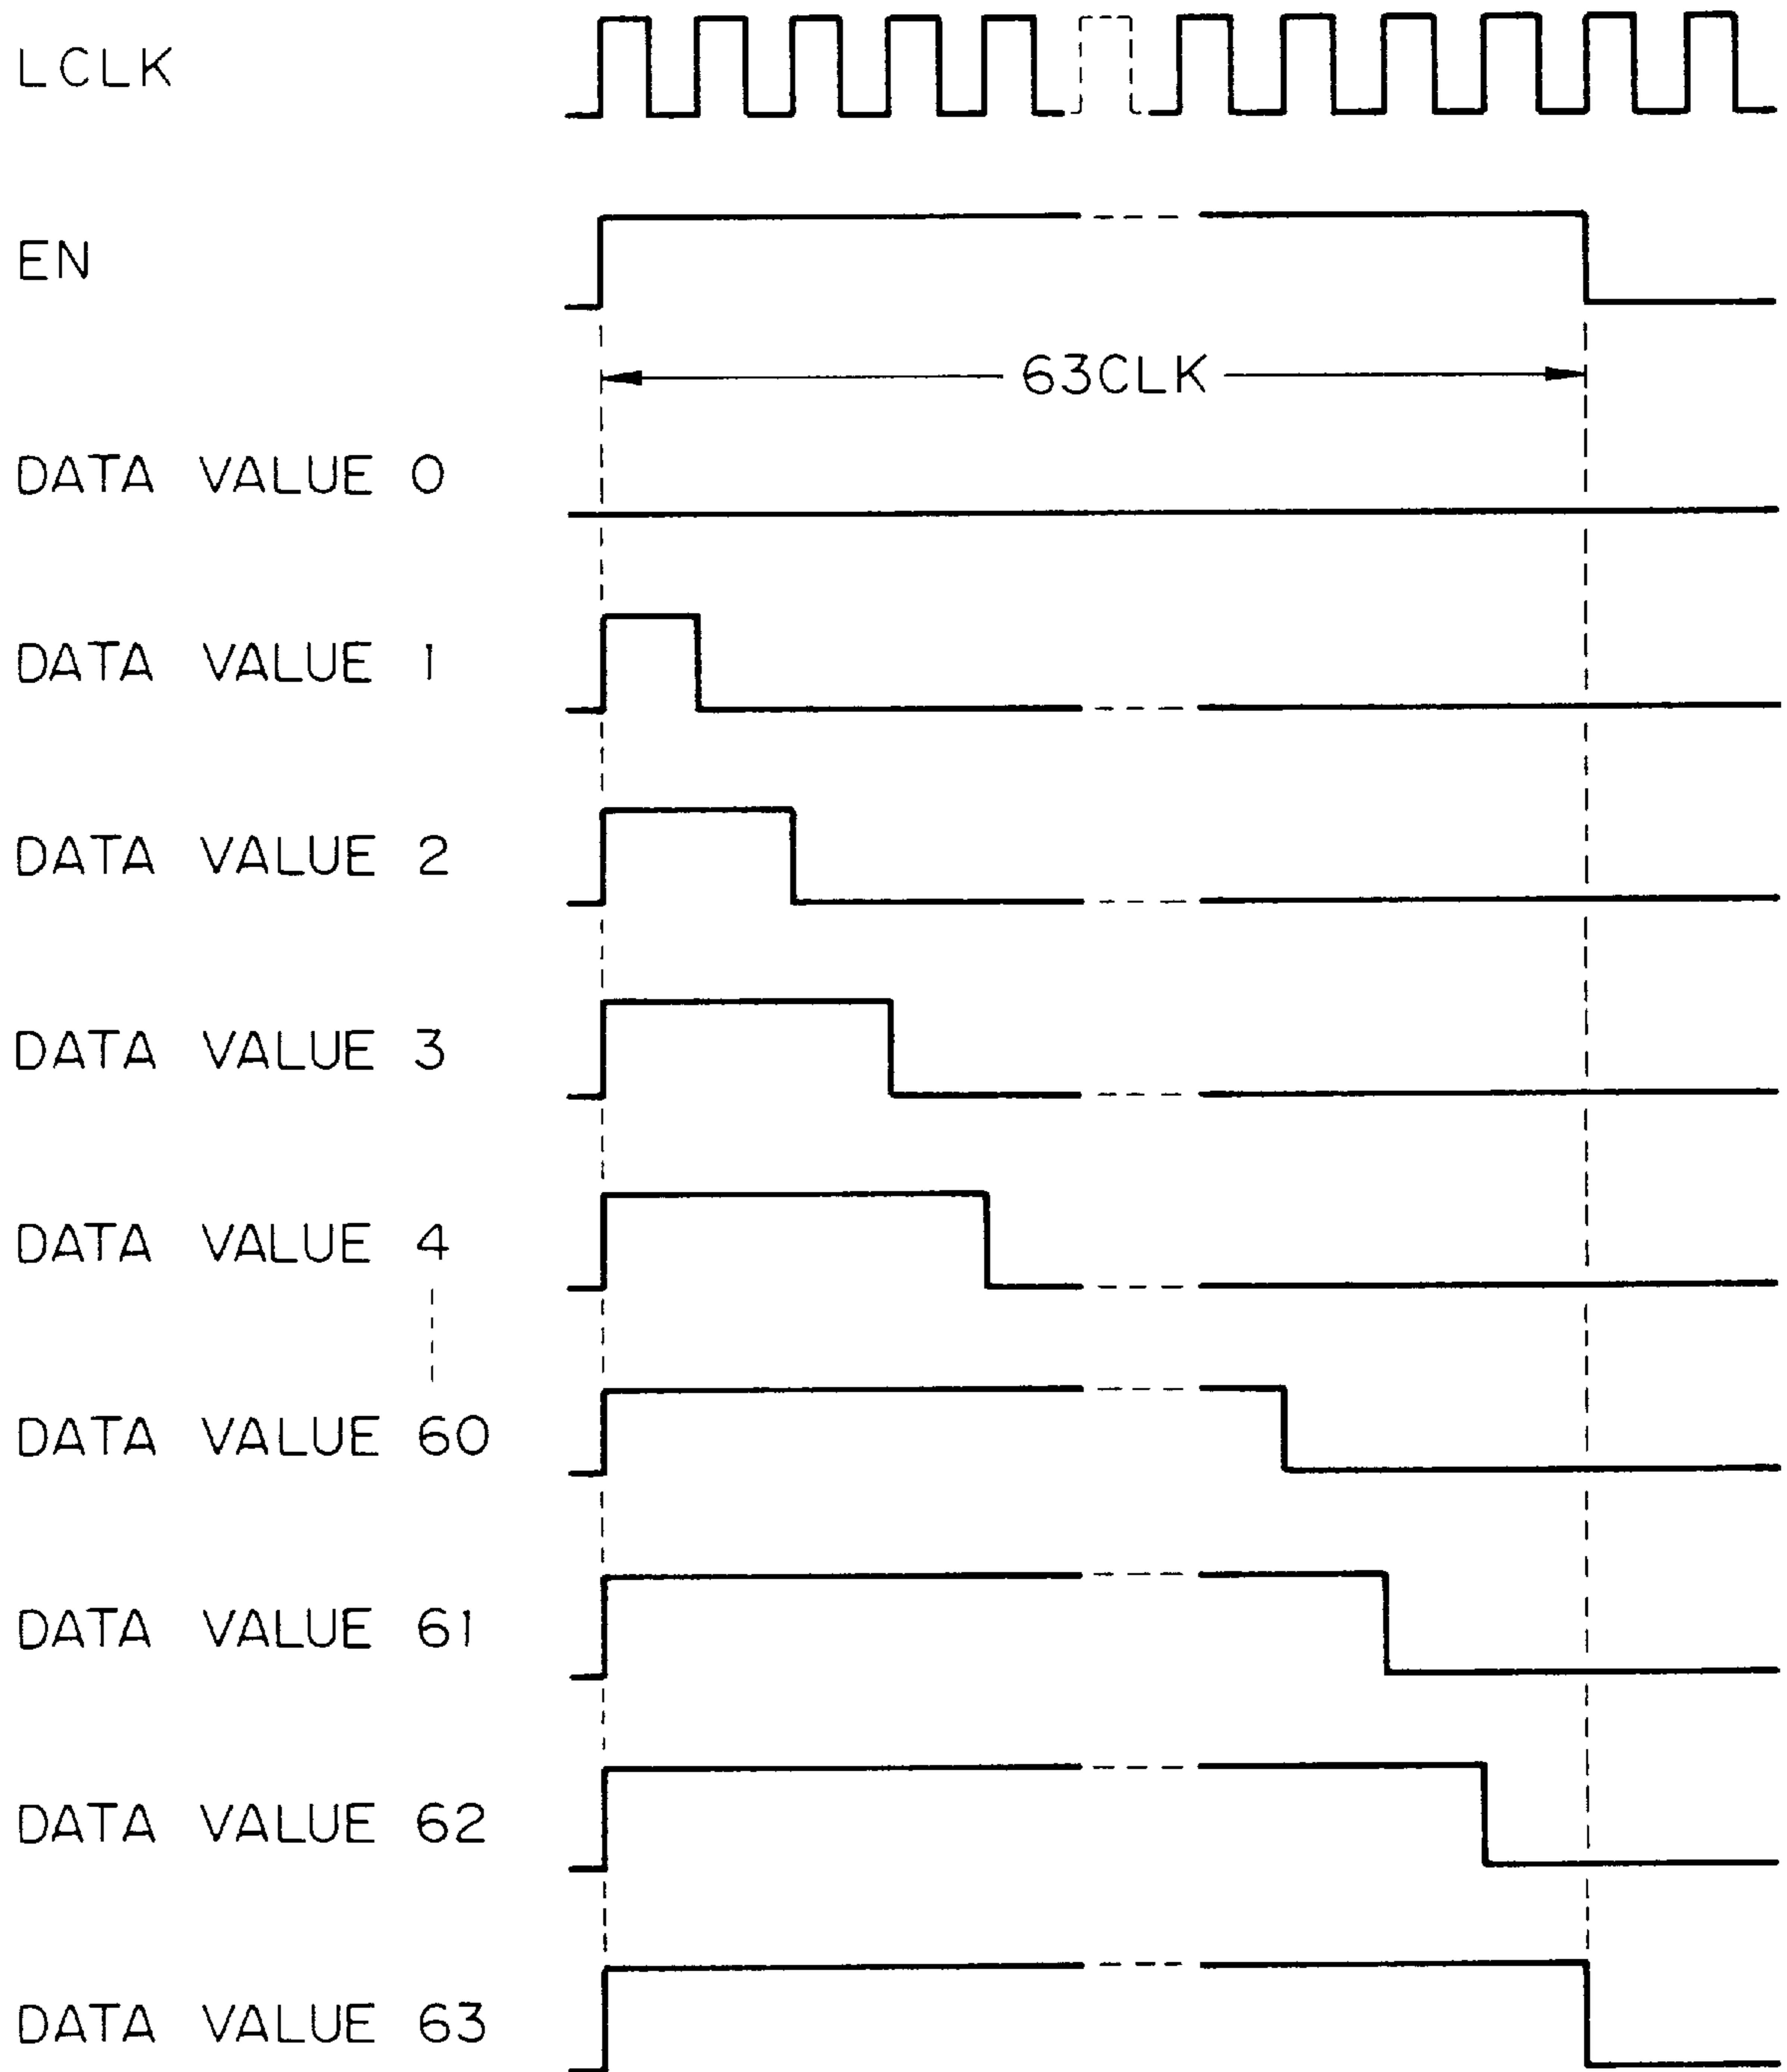 LCLK
EN
63CLK
DATA VALUE 0
DATA VALUE 1
DATA VALUE 2
DATA VALUE 3
DATA VALUE 4
DATA VALUE 60
DATA VALUE 61
DATA VALUE 62
DATA VALUE 63